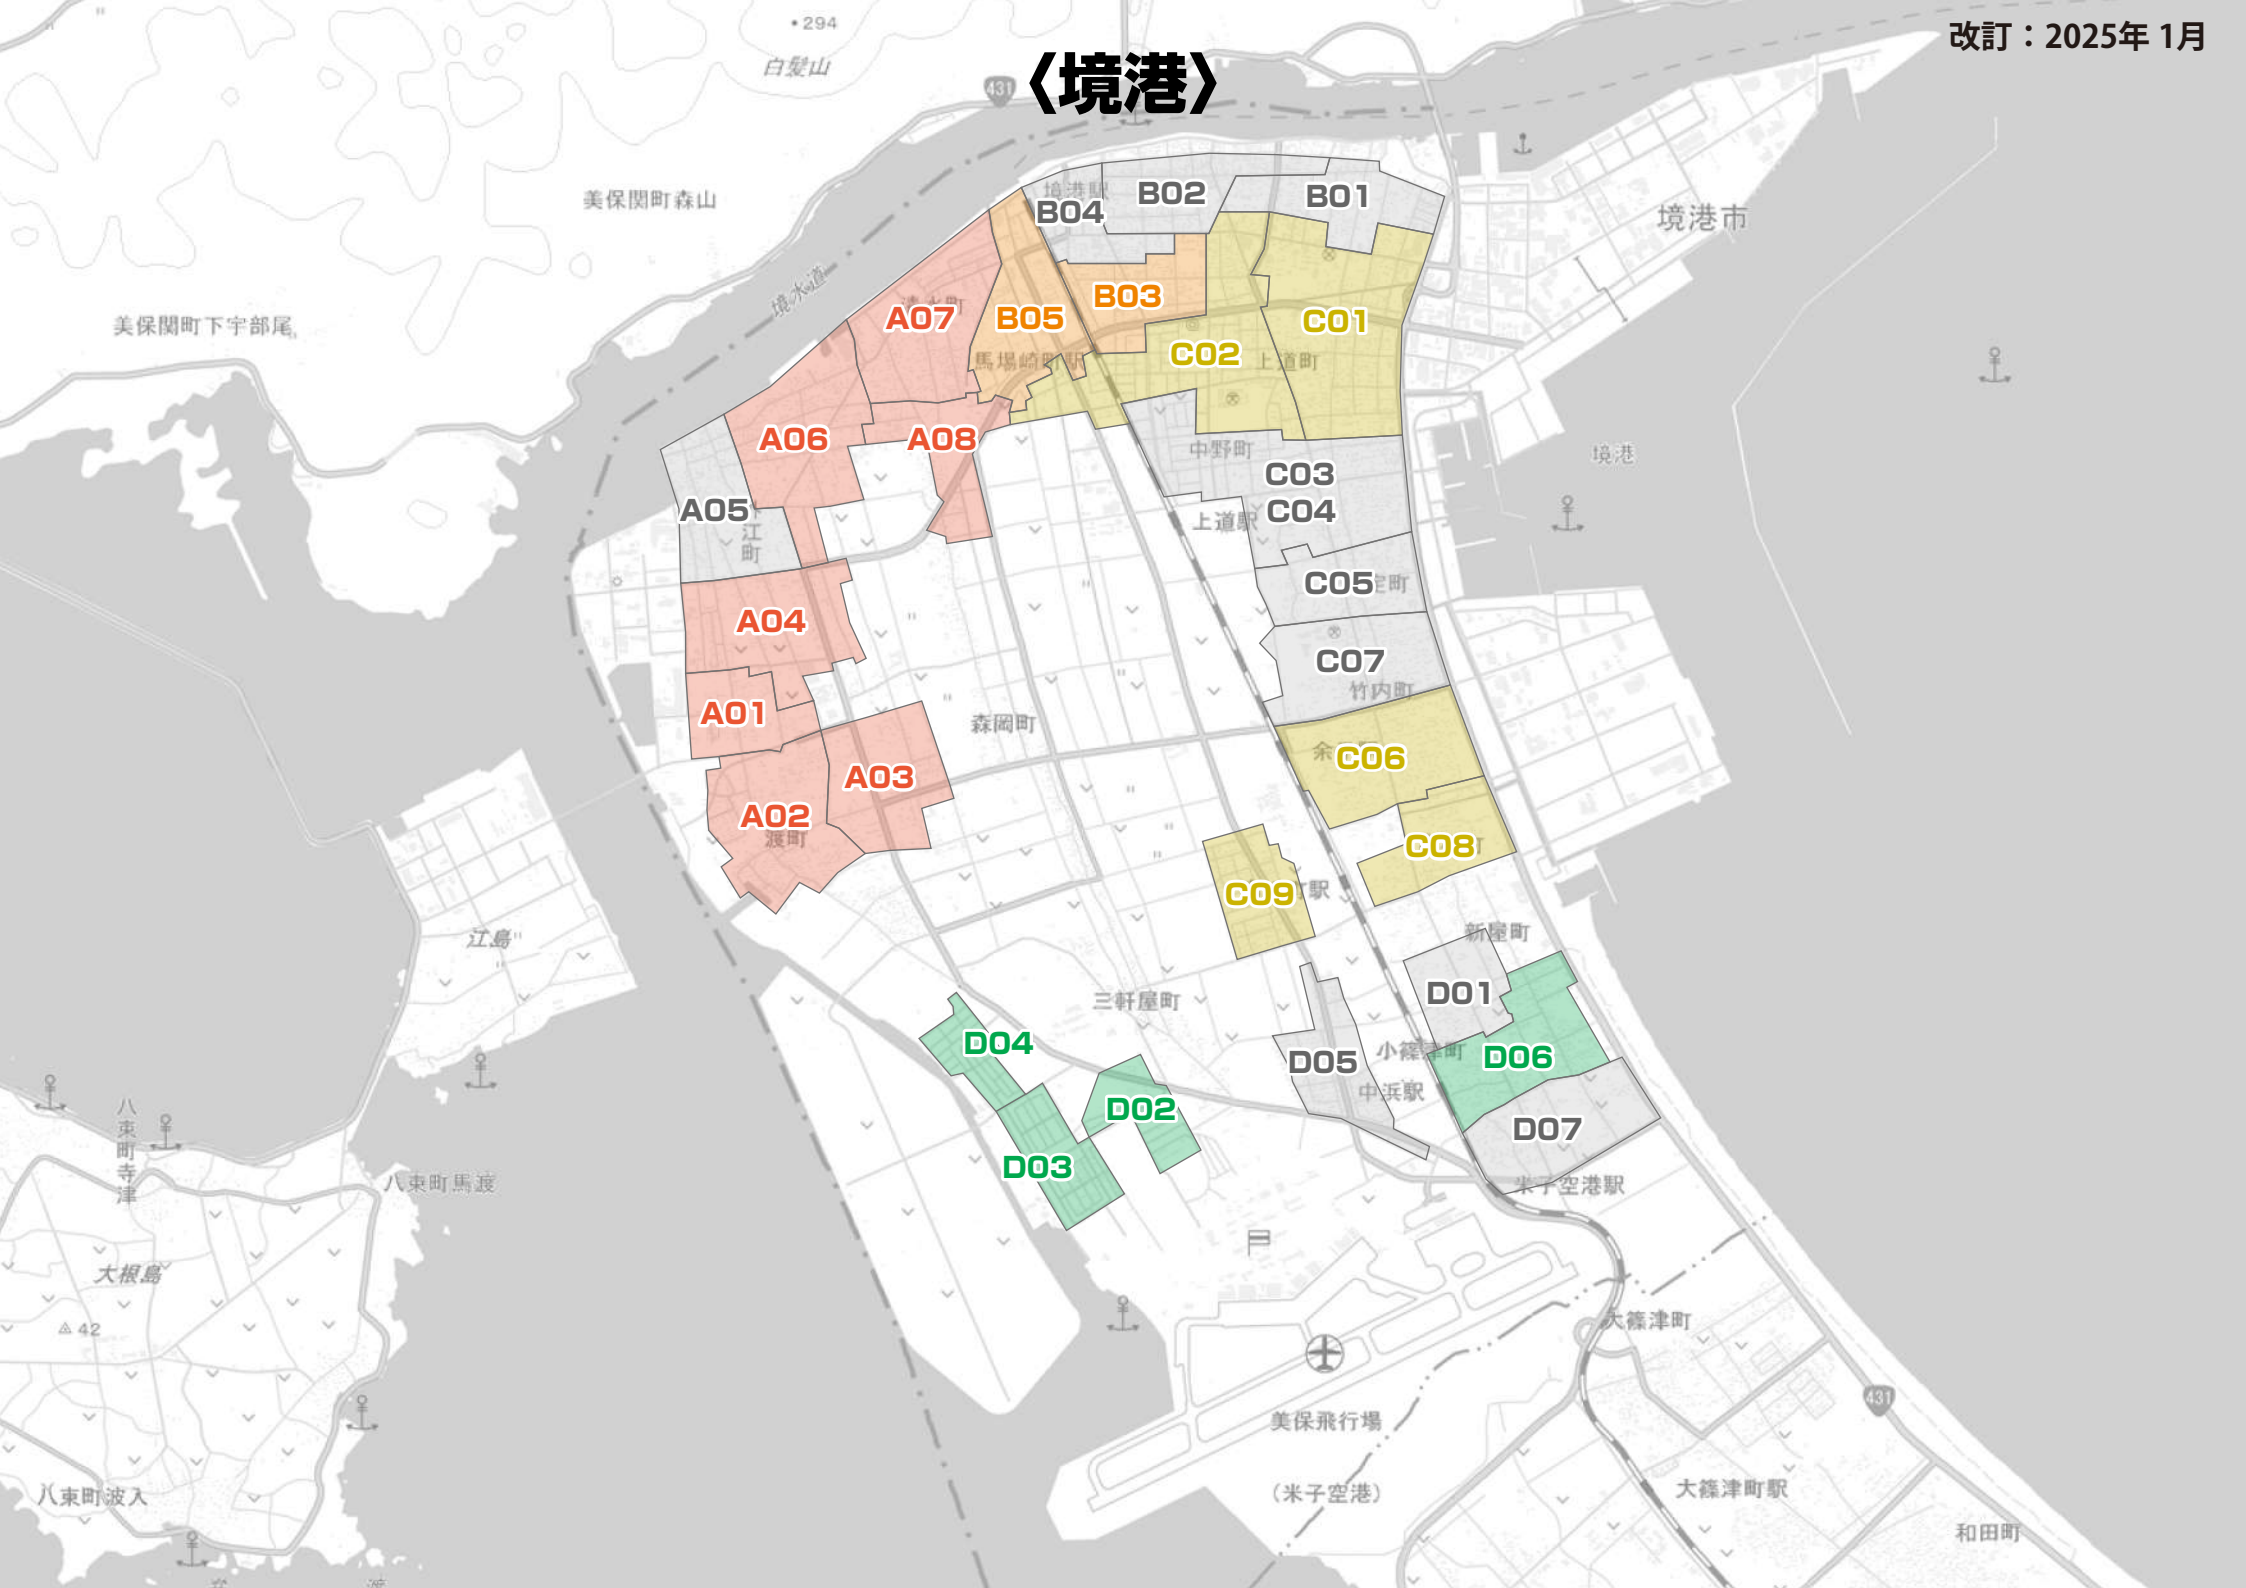 改訂：2025年 1月
〈境港〉
・294
白髪山
431
美保関町森山
境港駅
B04
B02
B01
境港市
境水道
美保関町下宇部尾
A07
B05
B03
C01
馬場崎町駅
C02
上道町
A06
A08
中野町
境港
C03
A05
C04
上道駅
江町
C05
A04
C07
竹内町
A01
森岡町
C06
A03
A02
渡町
C08
C09
駅
江島
新屋町
D01
三軒屋町
D04
小篠津町
D06
D05
中浜駅
D02
八束町寺津
D07
D03
八束町馬渡
米子空港駅
大根島
42
大篠津町
431
美保飛行場
（米子空港）
大篠津町駅
八束町波入
和田町